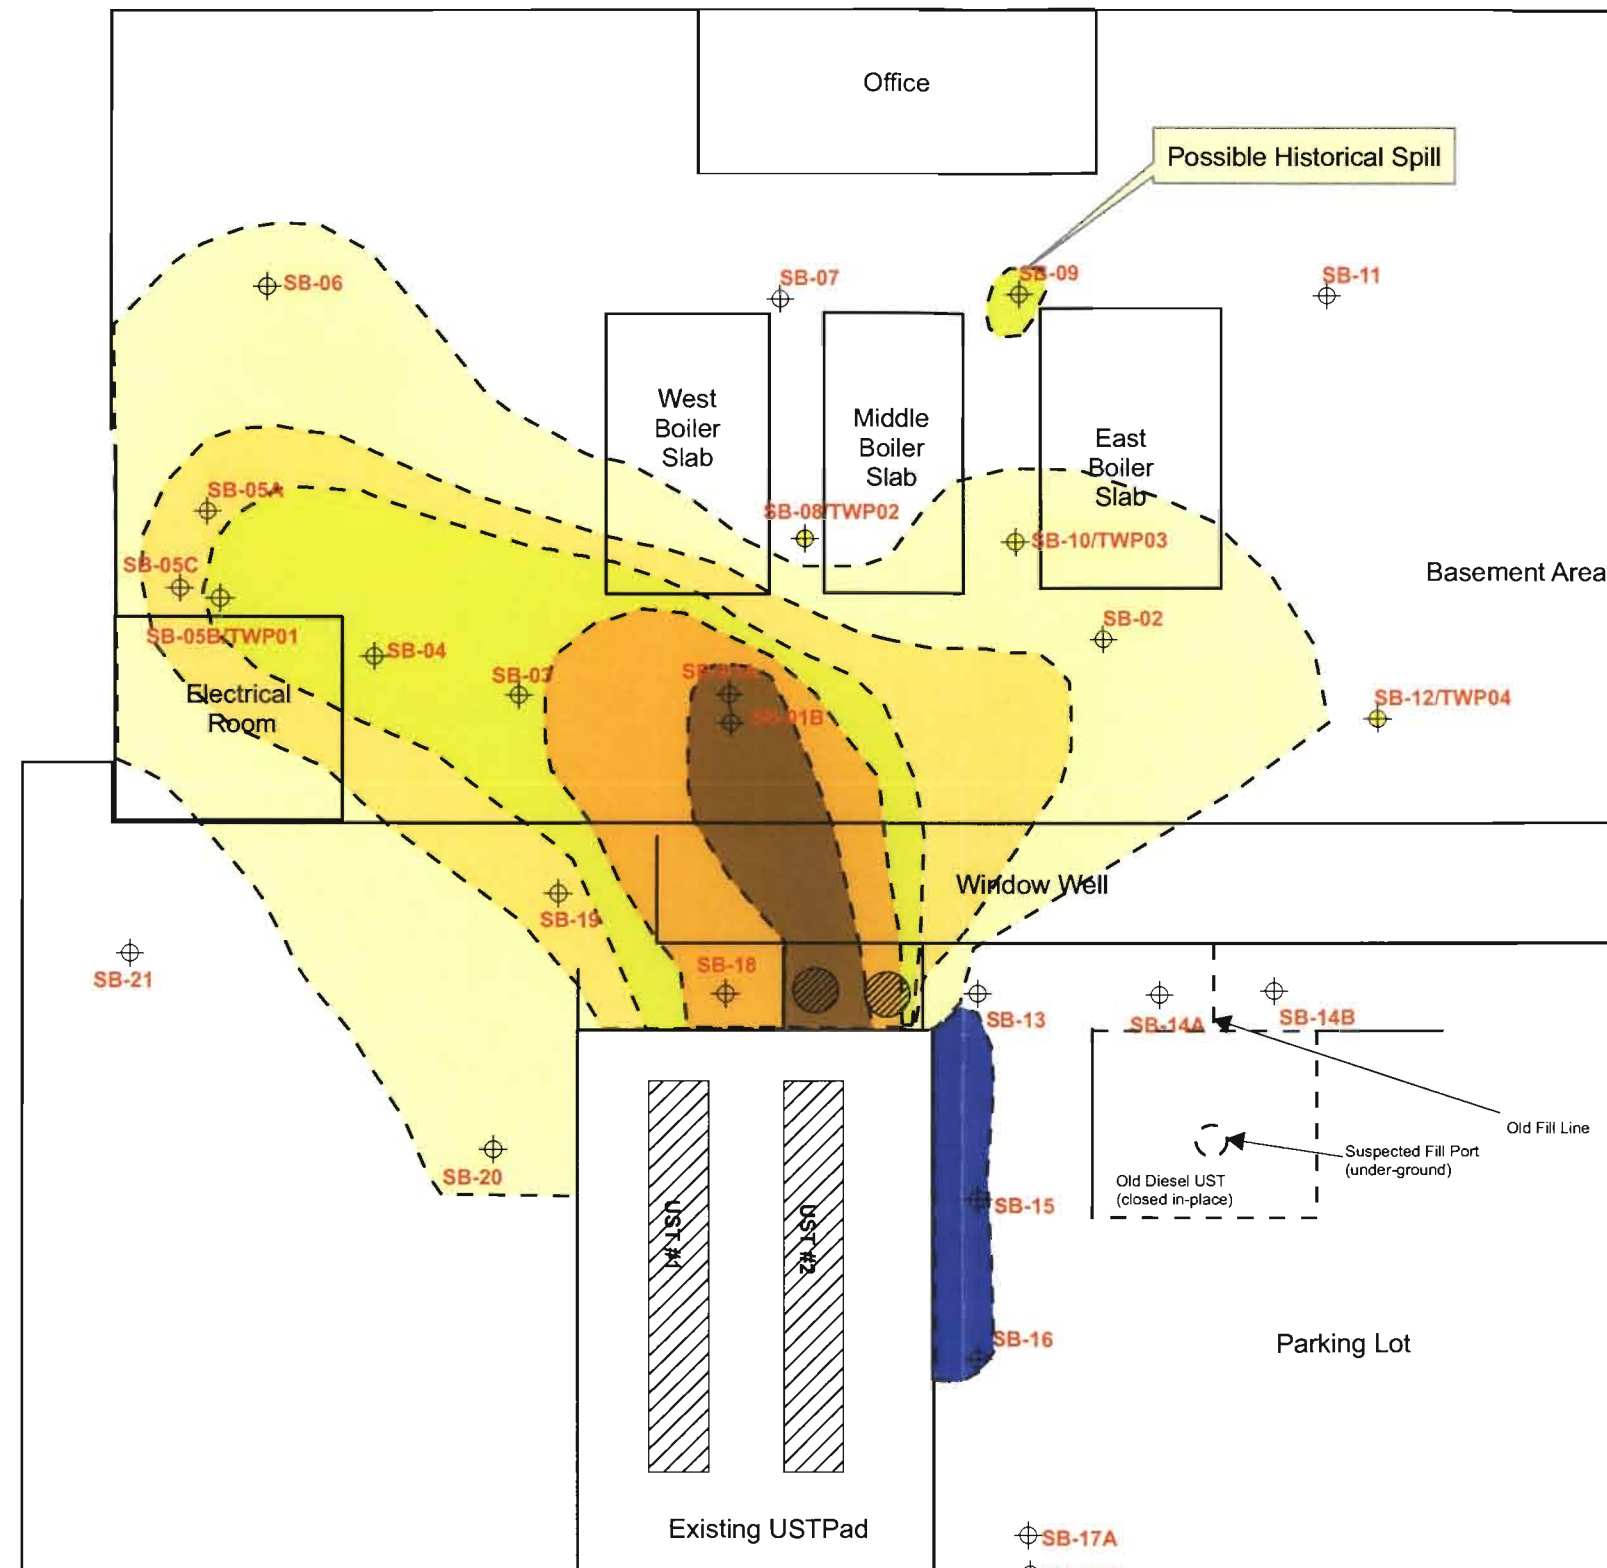 Office
Possible Historical Spill
SB-06
SB-07
SB-09
SB-11
West
Boiler
Slab
Middle
Boiler
Slab
East
Boiler
Slab
SB-05A
SB-08/TWP02
SB-10/TWP03
SB-05C
Basement Area
SB-05B/TWP01
SB-04
SB-02
SB-03
Electrical
Room
SB-01B
SB-12/TWP04
Window Well
SB-19
SB-18
SB-21
SB-13
SB-14A
SB-14B
Old Fill Line
Suspected Fill Port
(under-ground)
Old Diesel UST
(closed in-place)
SB-20
SB-15
UST #1
UST #2
SB-16
Parking Lot
Existing USTPad
SB-17A